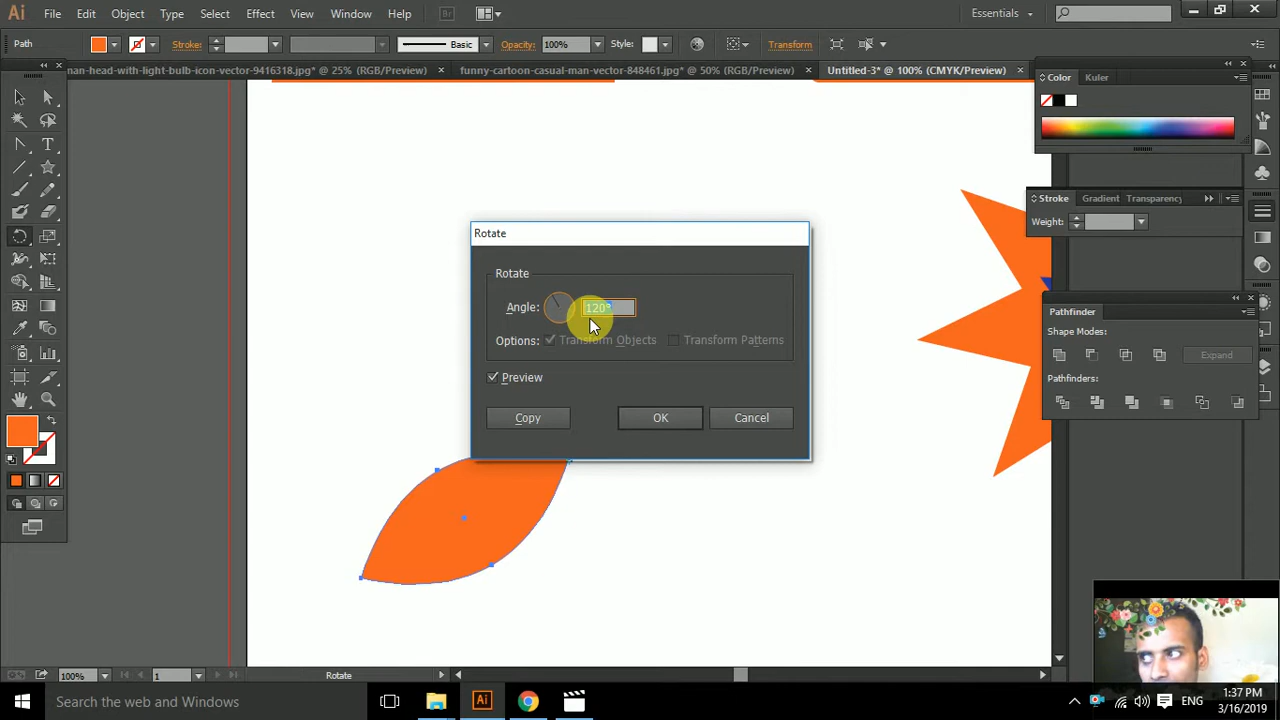 Ai File Edit Object Type Select Effect View Window Help Br Essentials
Path Stroke: Basic Opacity: 100% Style: Transform
nan-head-with-light-bulb-icon-vector-9416318.jpg* @ 25% (RGB/Preview) × funny-cartoon-casual-man-vector-848461.jpg* @ 50% (RGB/Preview) × Untitled-3* @ 100% (CMYK/Preview) ×
Color Kuler
Stroke Gradient Transparency
Weight:
Rotate
Rotate
Angle: 120°
Options: Transform Objects Transform Patterns
Preview
Copy OK Cancel
Pathfinder
Shape Modes:
Expand
Pathfinders:
100% 1 Rotate
Search the web and Windows
Ai
ENG
1:37 PM
3/16/2019